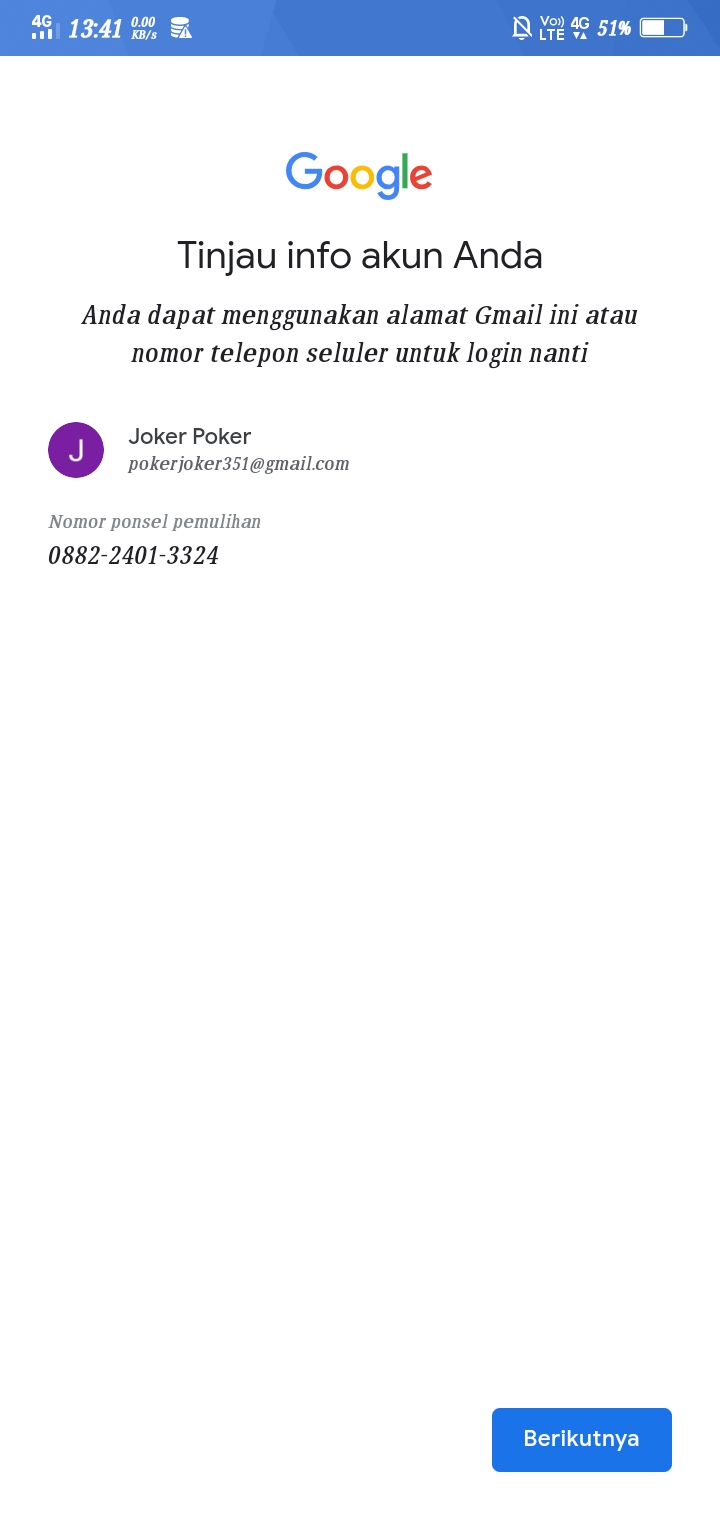 4G 13:41 0.00 KB/s Vo)) LTE 4G 51%
Google
Tinjau info akun Anda
Anda dapat menggunakan alamat Gmail ini atau
nomor telepon seluler untuk login nanti
J
Joker Poker
pokerjoker351@gmail.com
Nomor ponsel pemulihan
0882-2401-3324
Berikutnya